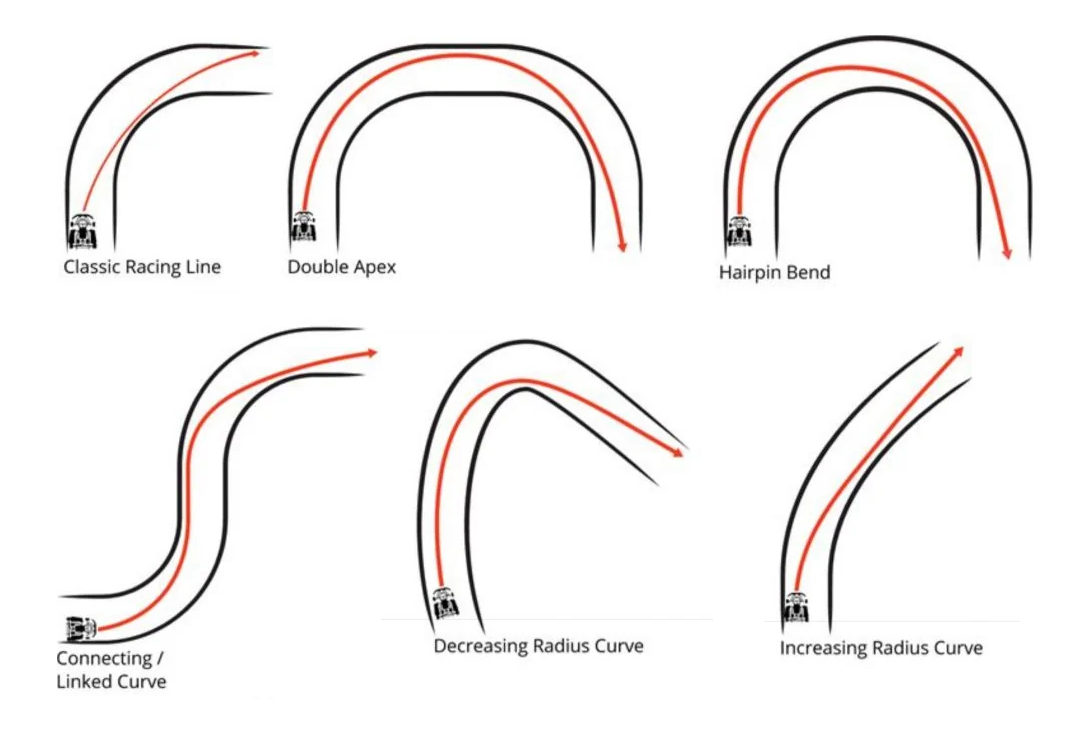 Classic Racing Line
Double Apex
Hairpin Bend
Connecting /
Linked Curve
Decreasing Radius Curve
Increasing Radius Curve